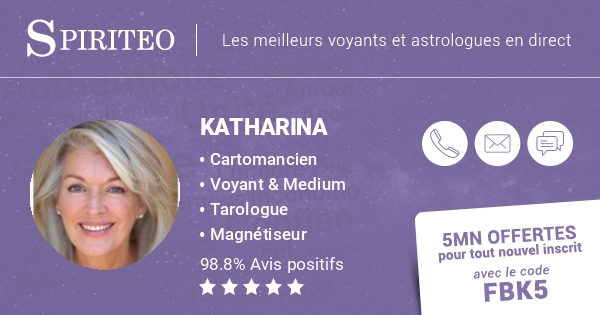 SPIRITEO
Les meilleurs voyants et astrologues en direct
KATHARINA
• Cartomancien
• Voyant & Medium
• Tarologue
• Magnétiseur
98.8% Avis positifs
5MN OFFERTES
pour tout nouvel inscrit
avec le code
FBK5